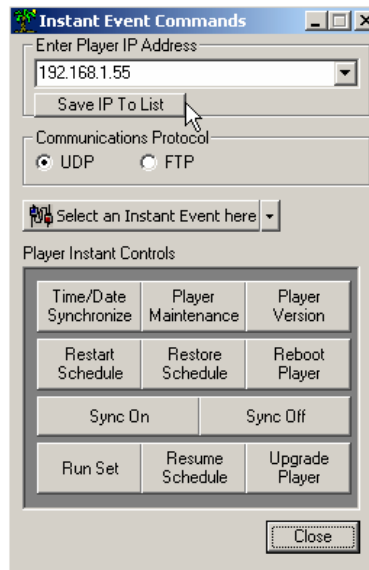 Instant Event Commands
Enter Player IP Address
192.168.1.55
Save IP To List
Communications Protocol
UDP FTP
Select an Instant Event here
Player Instant Controls
Time/Date Player Player
Synchronize Maintenance Version
Restart Restore Reboot
Schedule Schedule Player
Sync On Sync Off
Run Set Resume Upgrade
Schedule Player
Close